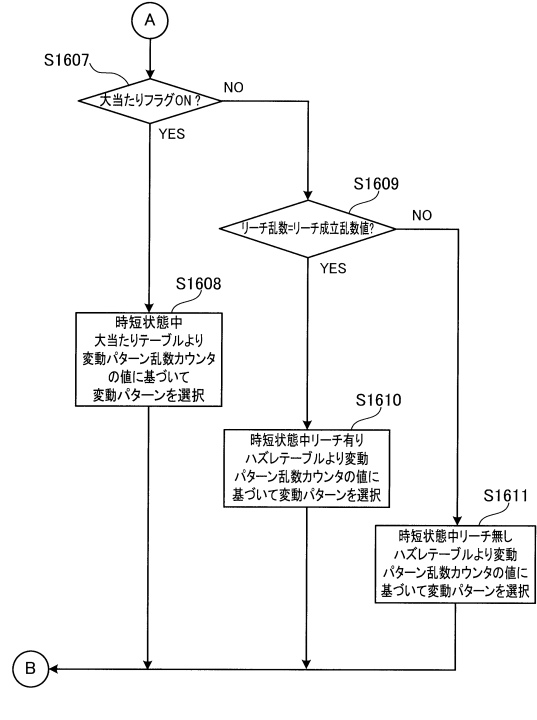 A
S1607
大当たりフラグON?
NO
YES
S1609
リーチ乱数=リーチ成立乱数値?
NO
YES
S1608
時短状態中
大当たりテーブルより
変動パターン乱数カウンタ
の値に基づいて
変動パターンを選択
S1610
時短状態中リーチ有り
ハズレテーブルより変動
パターン乱数カウンタの値に
基づいて変動パターンを選択
S1611
時短状態中リーチ無し
ハズレテーブルより変動
パターン乱数カウンタの値に
基づいて変動パターンを選択
B